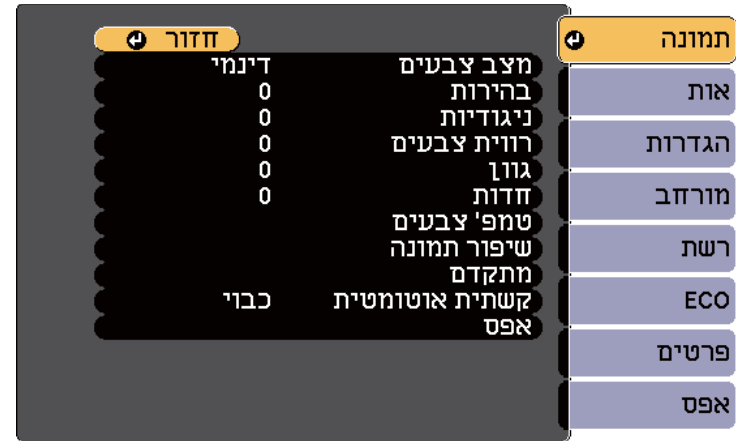 תמונה
אות
הגדרות
מורחב
רשת
ECO
פרטים
אפס
חזור
מצב צבעים דינמי
בהירות 0
ניגודיות 0
רווית צבעים 0
גוון 0
חדות 0
טמפ' צבעים
שיפור תמונה
מתקדם
קשתית אוטומטית כבוי
אפס